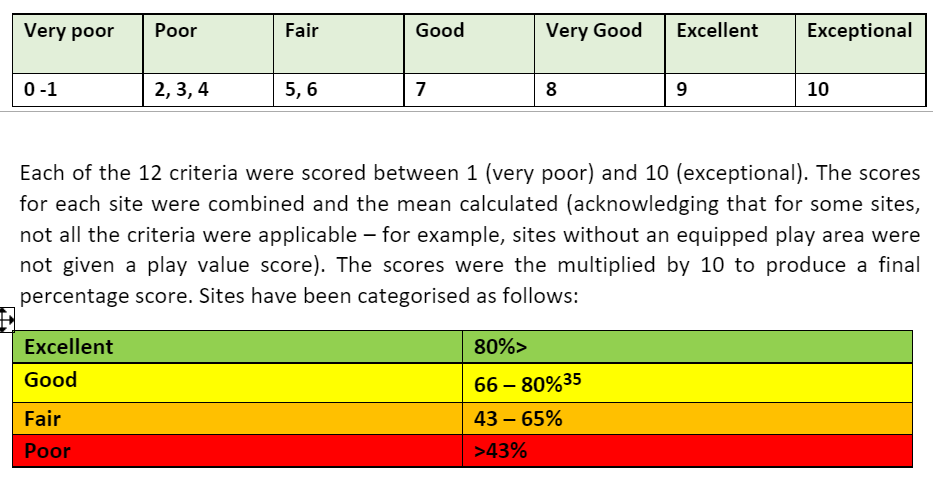 Very poor Poor Fair Good Very Good Excellent Exceptional
0 -1 2, 3, 4 5, 6 7 8 9 10
Each of the 12 criteria were scored between 1 (very poor) and 10 (exceptional). The scores
for each site were combined and the mean calculated (acknowledging that for some sites,
not all the criteria were applicable – for example, sites without an equipped play area were
not given a play value score). The scores were the multiplied by 10 to produce a final
percentage score. Sites have been categorised as follows:
Excellent 80%>
Good 66 – 80%35
Fair 43 – 65%
Poor >43%